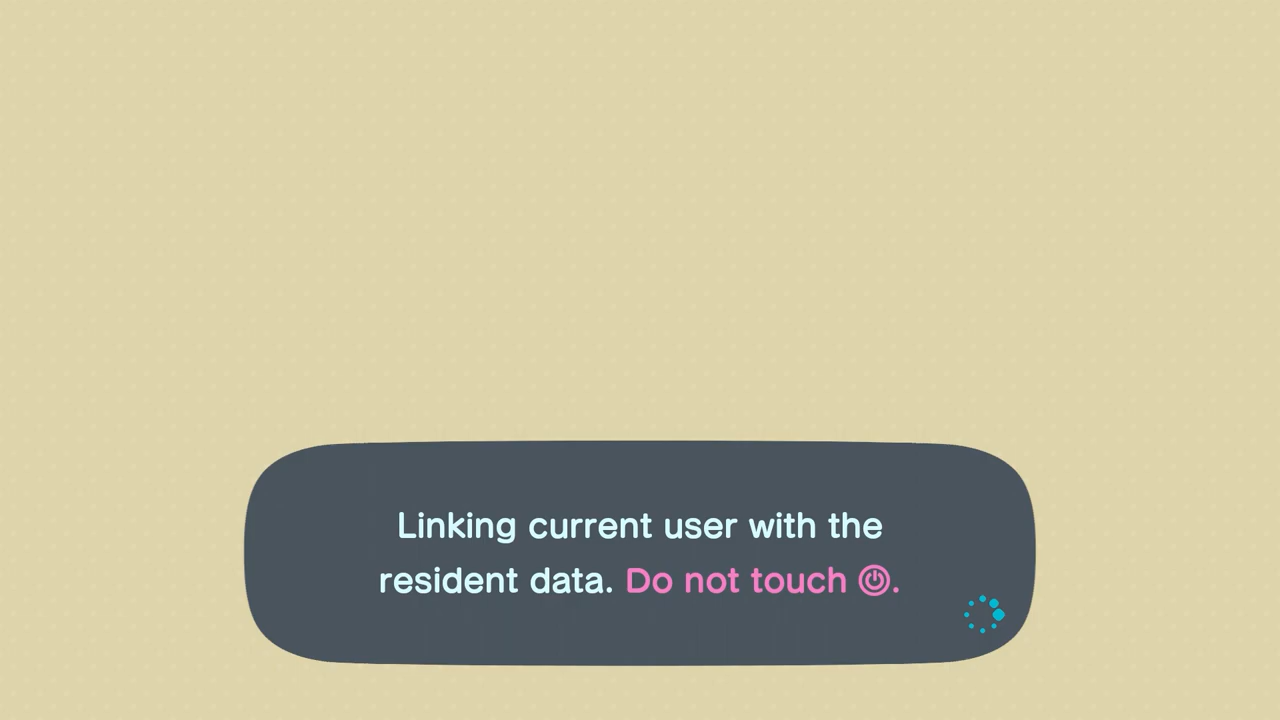 Linking current user with the
resident data. Do not touch ⏻.